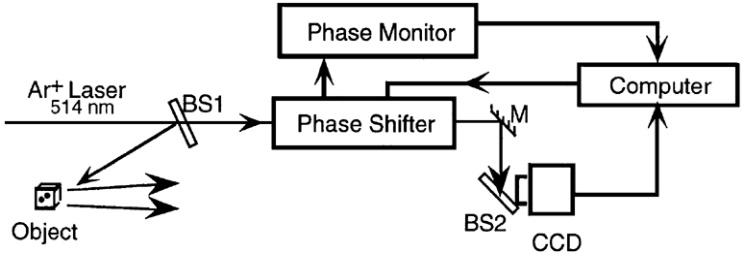 Phase Monitor
Ar+ Laser
514 nm
BS1
Computer
Phase Shifter
M
Object
BS2
CCD